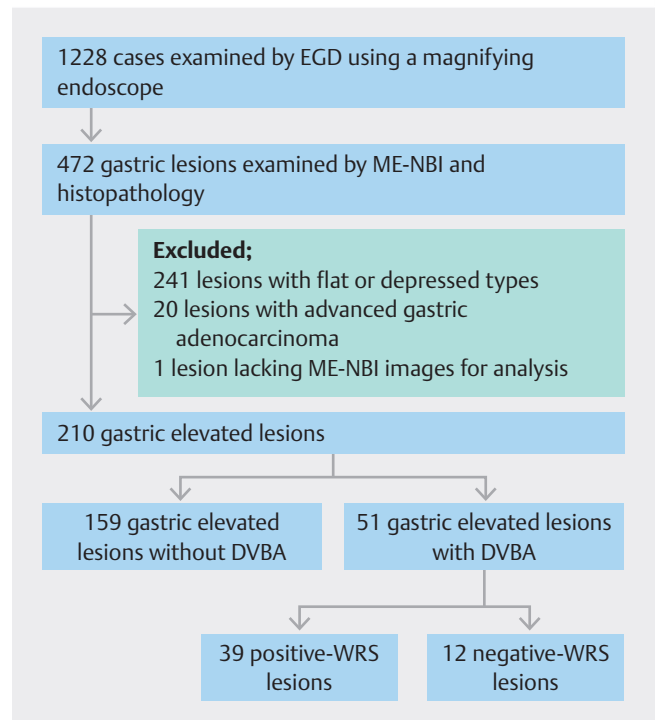 1228 cases examined by EGD using a magnifying
endoscope
472 gastric lesions examined by ME-NBI and
histopathology
Excluded;
241 lesions with flat or depressed types
20 lesions with advanced gastric
adenocarcinoma
1 lesion lacking ME-NBI images for analysis
210 gastric elevated lesions
159 gastric elevated
lesions without DVBA
51 gastric elevated lesions
with DVBA
39 positive-WRS
lesions
12 negative-WRS
lesions